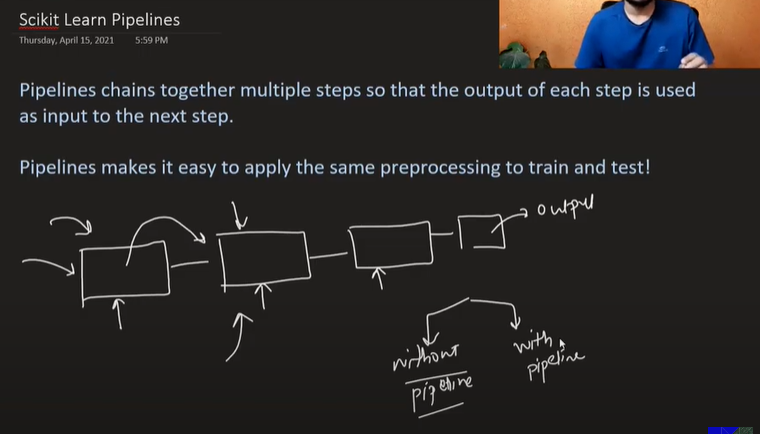 Scikit Learn Pipelines
Thursday, April 15, 2021 5:59 PM
Pipelines chains together multiple steps so that the output of each step is used
as input to the next step.
Pipelines makes it easy to apply the same preprocessing to train and test!
output
without
pipeline
with
pipeline